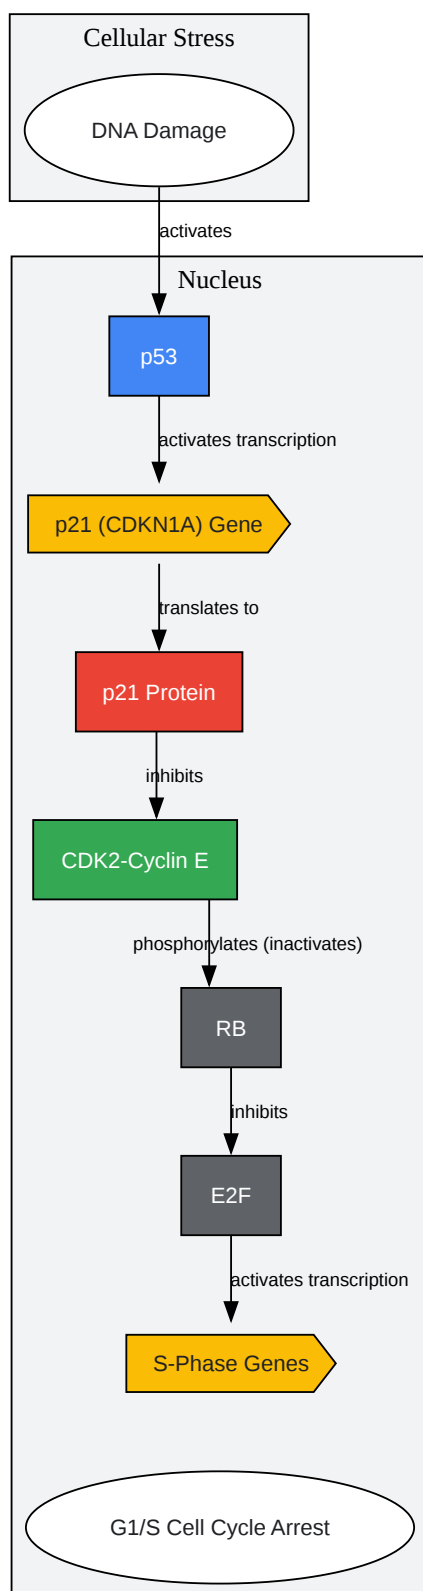 Cellular Stress
DNA Damage
activates
Nucleus
p53
activates transcription
p21 (CDKN1A) Gene
translates to
p21 Protein
inhibits
CDK2-Cyclin E
phosphorylates (inactivates)
RB
inhibits
E2F
activates transcription
S-Phase Genes
G1/S Cell Cycle Arrest